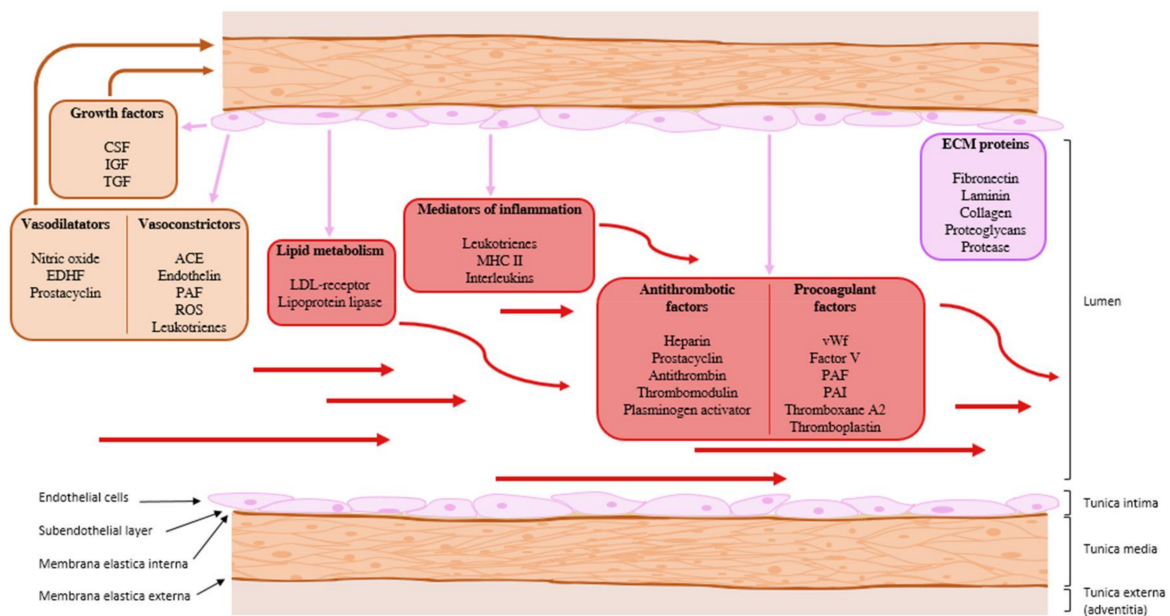 Growth factors
CSF
IGF
TGF
Vasodilatators
Nitric oxide
EDHF
Prostacyclin
Vasoconstrictors
ACE
Endothelin
PAF
ROS
Leukotrienes
Lipid metabolism
LDL-receptor
Lipoprotein lipase
Mediators of inflammation
Leukotrienes
MHC II
Interleukins
Antithrombotic
factors
Heparin
Prostacyclin
Antithrombin
Thrombomodulin
Plasminogen activator
Procoagulant
factors
vWf
Factor V
PAF
PAI
Thromboxane A2
Thromboplastin
ECM proteins
Fibronectin
Laminin
Collagen
Proteoglycans
Protease
Lumen
Endothelial cells
Subendothelial layer
Membrana elastica interna
Membrana elastica externa
Tunica intima
Tunica media
Tunica externa
(adventitia)